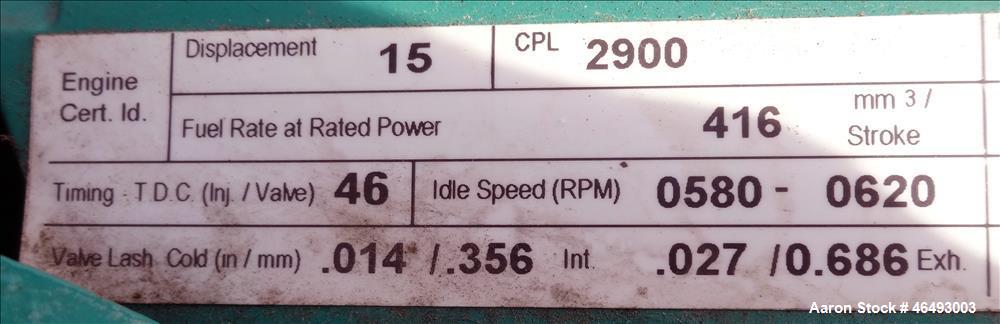 Engine Cert. Id.
Displacement 15 CPL 2900
Fuel Rate at Rated Power 416 mm 3 / Stroke
Timing - T D.C. (Inj. / Valve) 46 Idle Speed (RPM) 0580 - 0620
Valve Lash Cold (in / mm) .014 / .356 Int. .027 / 0.686 Exh.
Aaron Stock # 46493003